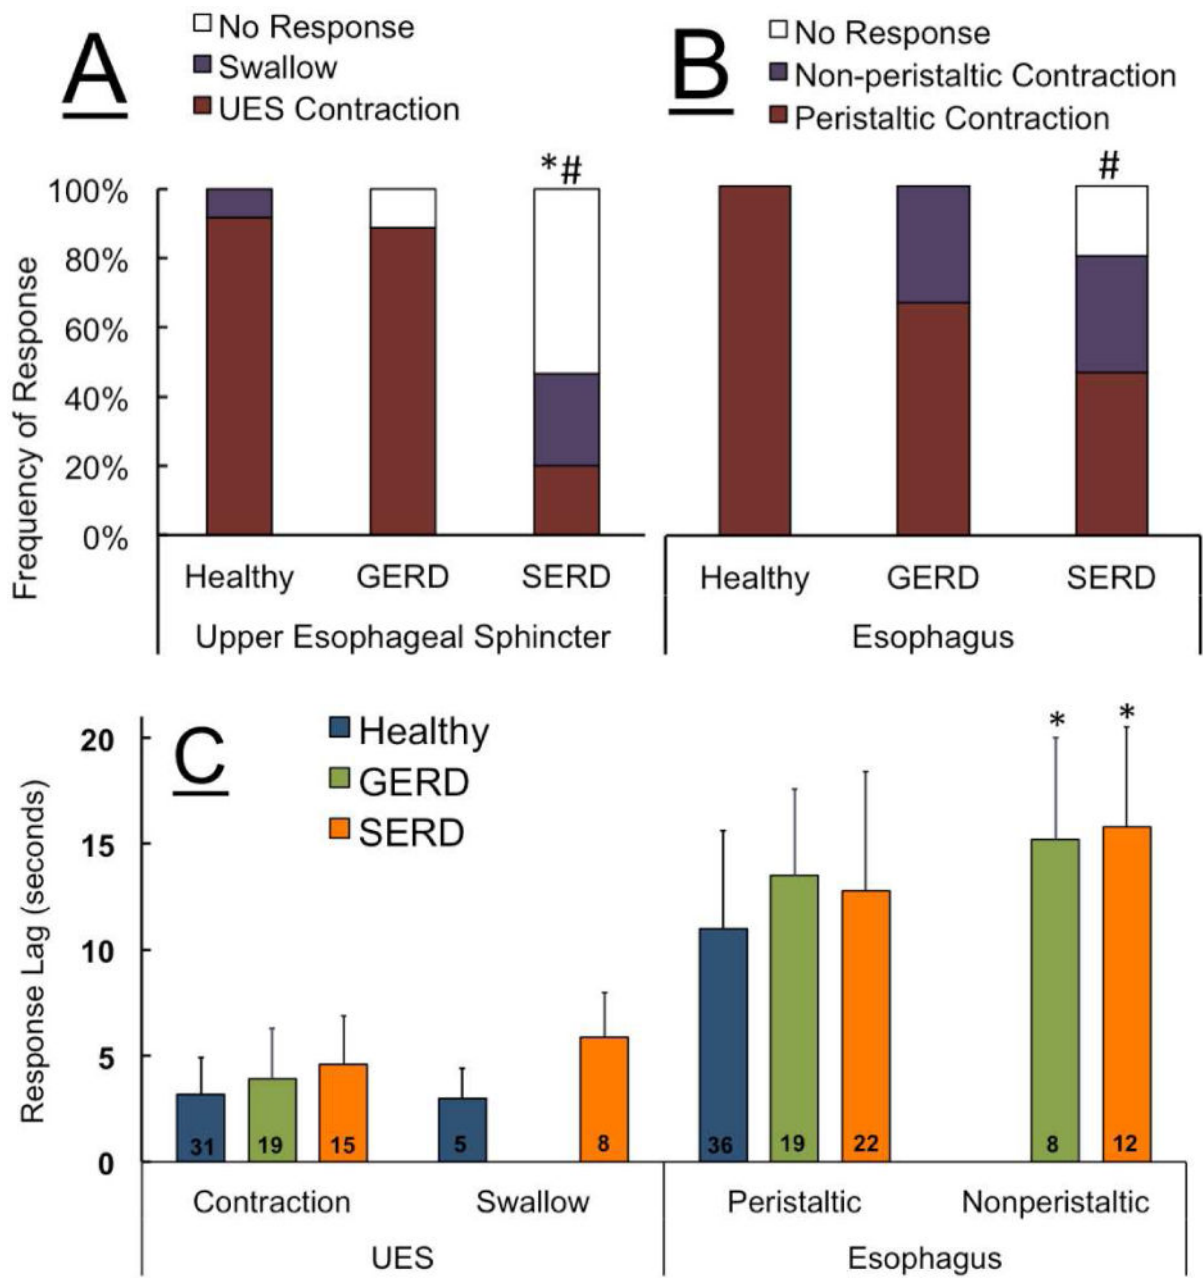 A
No Response
Swallow
UES Contraction
B
No Response
Non-peristaltic Contraction
Peristaltic Contraction
Frequency of Response
100%
80%
60%
40%
20%
0%
*#
#
Healthy GERD SERD
Upper Esophageal Sphincter
Healthy GERD SERD
Esophagus
C
Healthy
GERD
SERD
Response Lag (seconds)
20
15
10
5
0
* *
31 19 15 5 8 36 19 22 8 12
Contraction Swallow Peristaltic Nonperistaltic
UES Esophagus